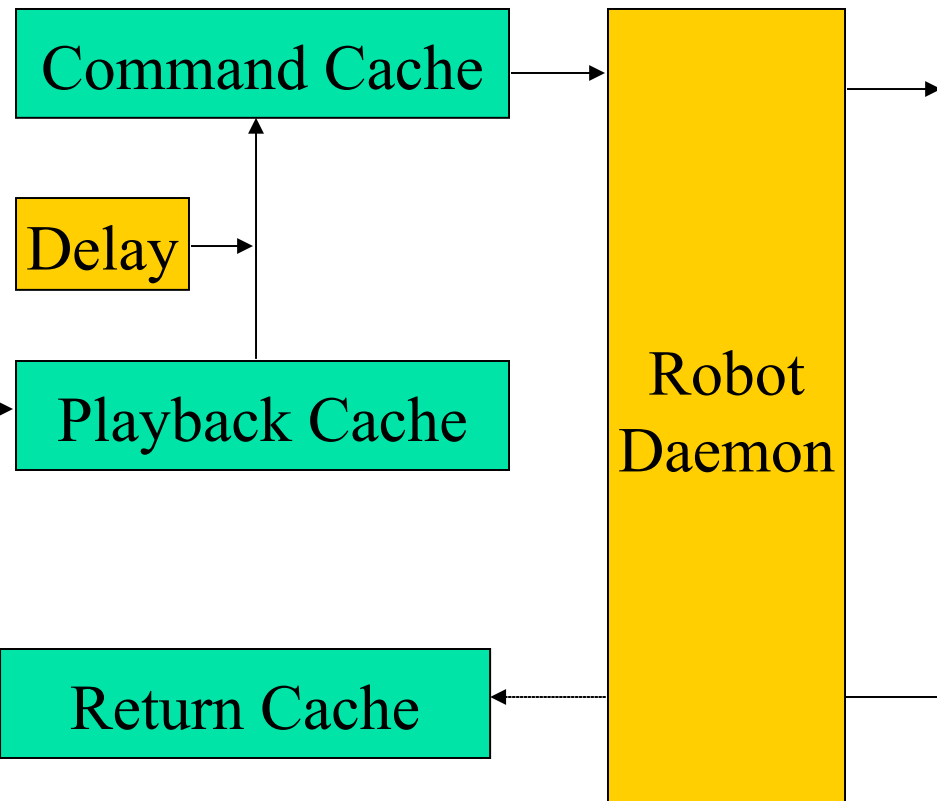 Command Cache
Delay
Playback Cache
Robot
Daemon
Return Cache